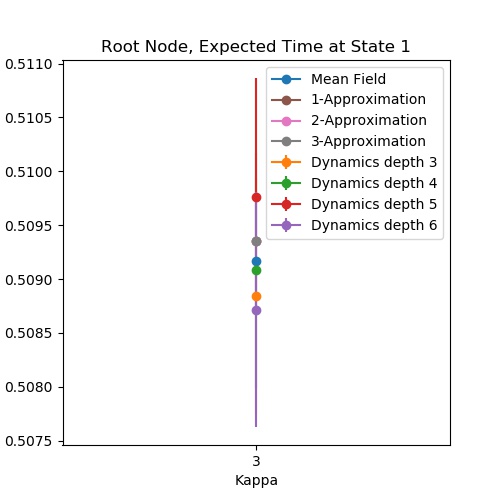 Root Node, Expected Time at State 1
0.5110
0.5105
0.5100
0.5095
0.5090
0.5085
0.5080
0.5075
Mean Field
1-Approximation
2-Approximation
3-Approximation
Dynamics depth 3
Dynamics depth 4
Dynamics depth 5
Dynamics depth 6
3
Kappa